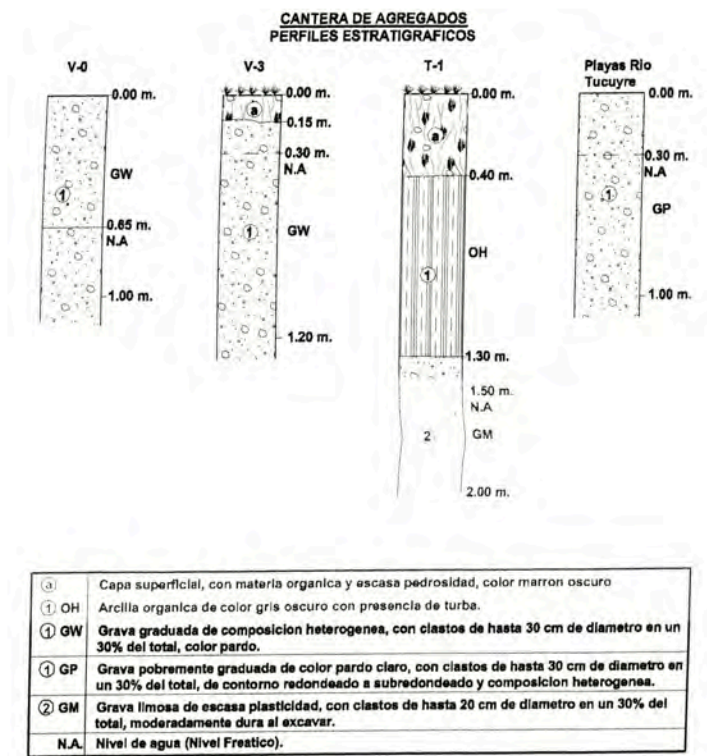 CANTERA DE AGREGADOS
PERFILES ESTRATIGRAFICOS
V-0
0.00 m.
GW
1
0.65 m.
N.A
1.00 m.
V-3
0.00 m.
a
0.15 m.
0.30 m.
N.A
1
GW
1.20 m.
T-1
0.00 m.
a
0.40 m.
OH
1
1.30 m.
1.50 m.
N.A
2
GM
2.00 m.
Playas Rio
Tucuyre
0.00 m.
0.30 m.
N.A
1
GP
1.00 m.
a Capa superficial, con materia organica y escasa pedrosidad, color marron oscuro
1 OH Arcilla organica de color gris oscuro con presencia de turba.
1 GW Grava graduada de composicion heterogenea, con clastos de hasta 30 cm de diametro en un
30% del total, color pardo.
1 GP Grava pobremente graduada de color pardo claro, con clastos de hasta 30 cm de diametro en
un 30% del total, de contorno redondeado a subredondeado y composicion heterogenea.
2 GM Grava limosa de escasa plasticidad, con clastos de hasta 20 cm de diametro en un 30% del
total, moderadamente dura al excavar.
N.A. Nivel de agua (Nivel Freatico).